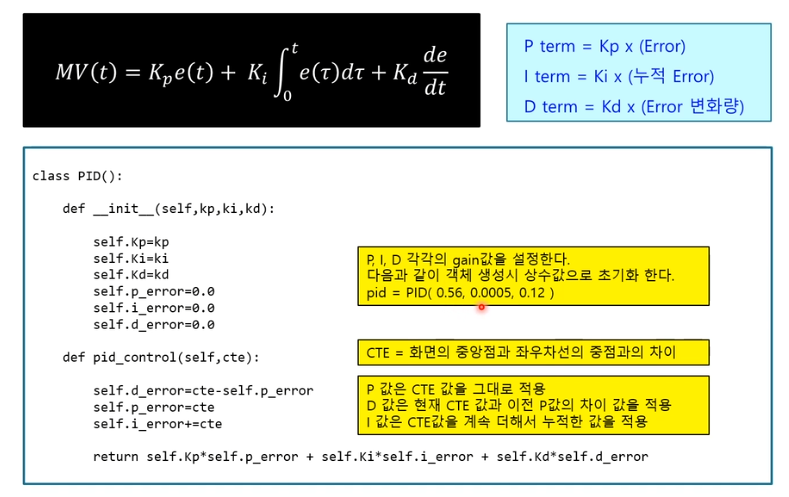 MV(t) = K_p e(t) + K_i ∫_0^t e(τ)dτ + K_d de/dt
P term = Kp x (Error)
I term = Ki x (누적 Error)
D term = Kd x (Error 변화량)
class PID():
def __init__(self,kp,ki,kd):
self.Kp=kp
self.Ki=ki
self.Kd=kd
self.p_error=0.0
self.i_error=0.0
self.d_error=0.0
P, I, D 각각의 gain값을 설정한다.
다음과 같이 객체 생성시 상수값으로 초기화 한다.
pid = PID( 0.56, 0.0005, 0.12 )
def pid_control(self,cte):
CTE = 화면의 중앙점과 좌우차선의 중점과의 차이
self.d_error=cte-self.p_error
self.p_error=cte
self.i_error+=cte
P 값은 CTE 값을 그대로 적용
D 값은 현재 CTE 값과 이전 P값의 차이 값을 적용
I 값은 CTE값을 계속 더해서 누적한 값을 적용
return self.Kp*self.p_error + self.Ki*self.i_error + self.Kd*self.d_error